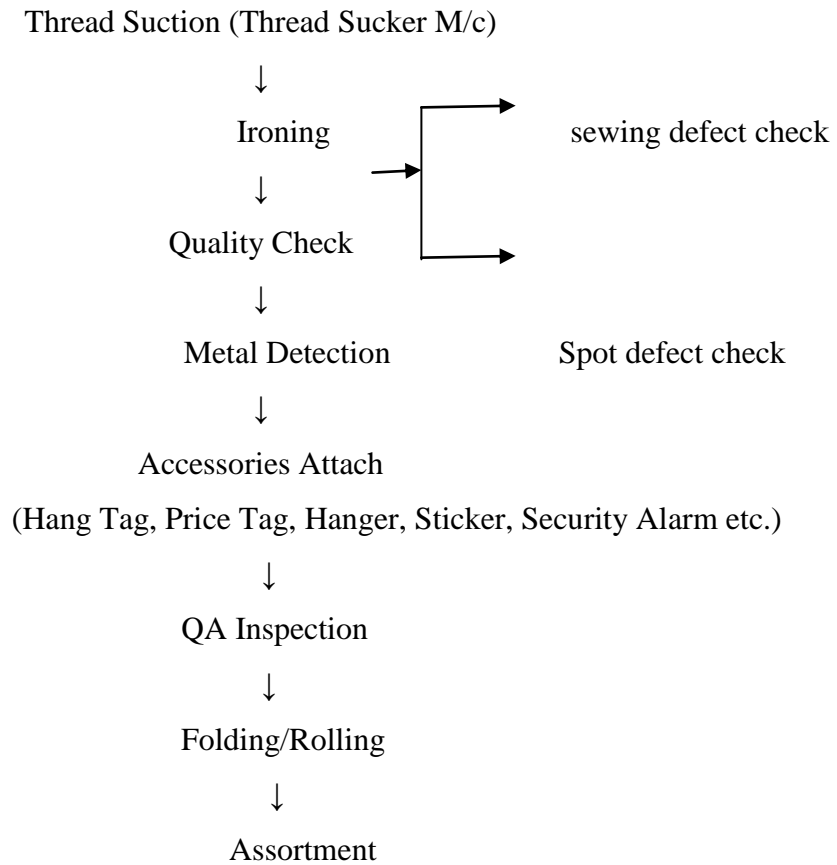 Thread Suction (Thread Sucker M/c)
↓
Ironing
sewing defect check
↓
Quality Check
↓
Metal Detection
Spot defect check
↓
Accessories Attach
(Hang Tag, Price Tag, Hanger, Sticker, Security Alarm etc.)
↓
QA Inspection
↓
Folding/Rolling
↓
Assortment